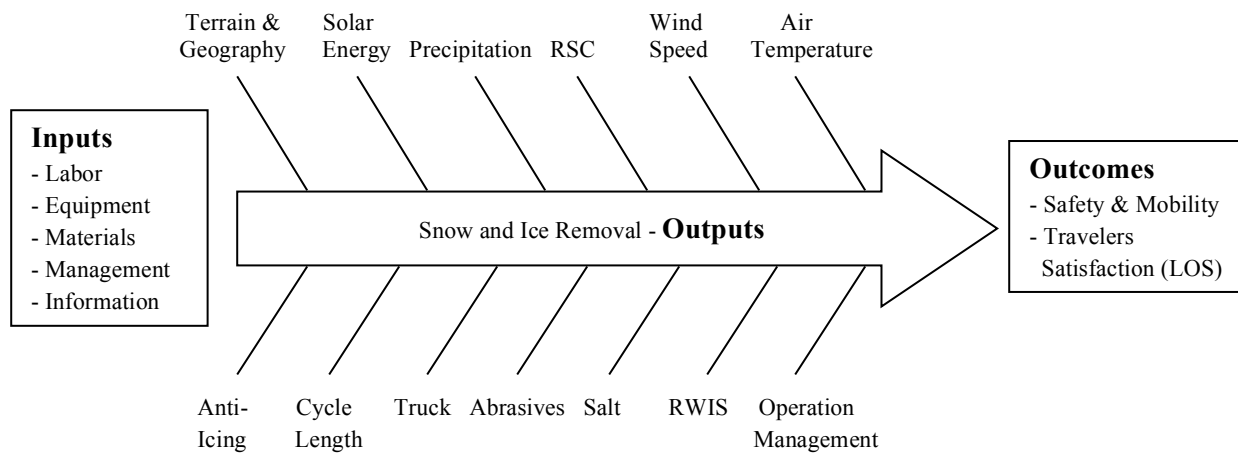 Terrain &
Geography
Solar
Energy
Precipitation
RSC
Wind
Speed
Air
Temperature
Inputs
- Labor
- Equipment
- Materials
- Management
- Information
Snow and Ice Removal - Outputs
Outcomes
- Safety & Mobility
- Travelers
Satisfaction (LOS)
Anti-
Icing
Cycle
Length
Truck
Abrasives
Salt
RWIS
Operation
Management